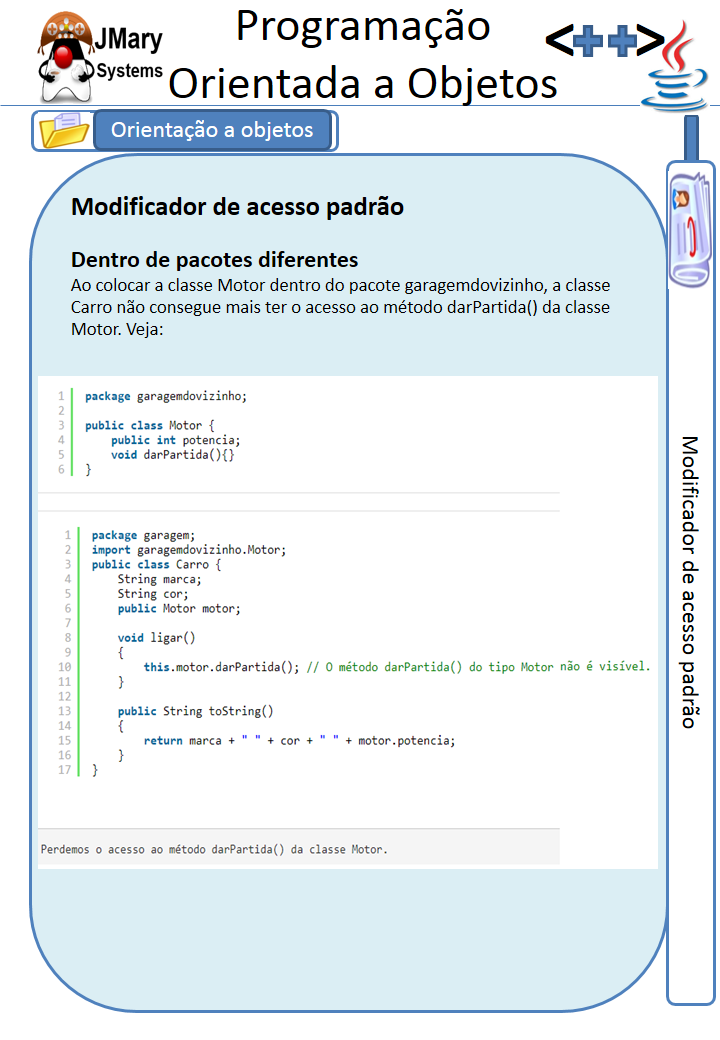 JMary
Systems
Programação
Orientada a Objetos
<++>
Orientação a objetos
Modificador de acesso padrão
Dentro de pacotes diferentes
Ao colocar a classe Motor dentro do pacote garagemdovizinho, a classe
Carro não consegue mais ter o acesso ao método darPartida() da classe
Motor. Veja:
1 package garagemdovizinho;
2
3 public class Motor {
4     public int potencia;
5     void darPartida(){}
6 }
1 package garagem;
2 import garagemdovizinho.Motor;
3 public class Carro {
4     String marca;
5     String cor;
6     public Motor motor;
7
8     void ligar()
9     {
10         this.motor.darPartida(); // O método darPartida() do tipo Motor não é visível.
11     }
12
13     public String toString()
14     {
15         return marca + " " + cor + " " + motor.potencia;
16     }
17 }
Perdemos o acesso ao método darPartida() da classe Motor.
Modificador de acesso padrão